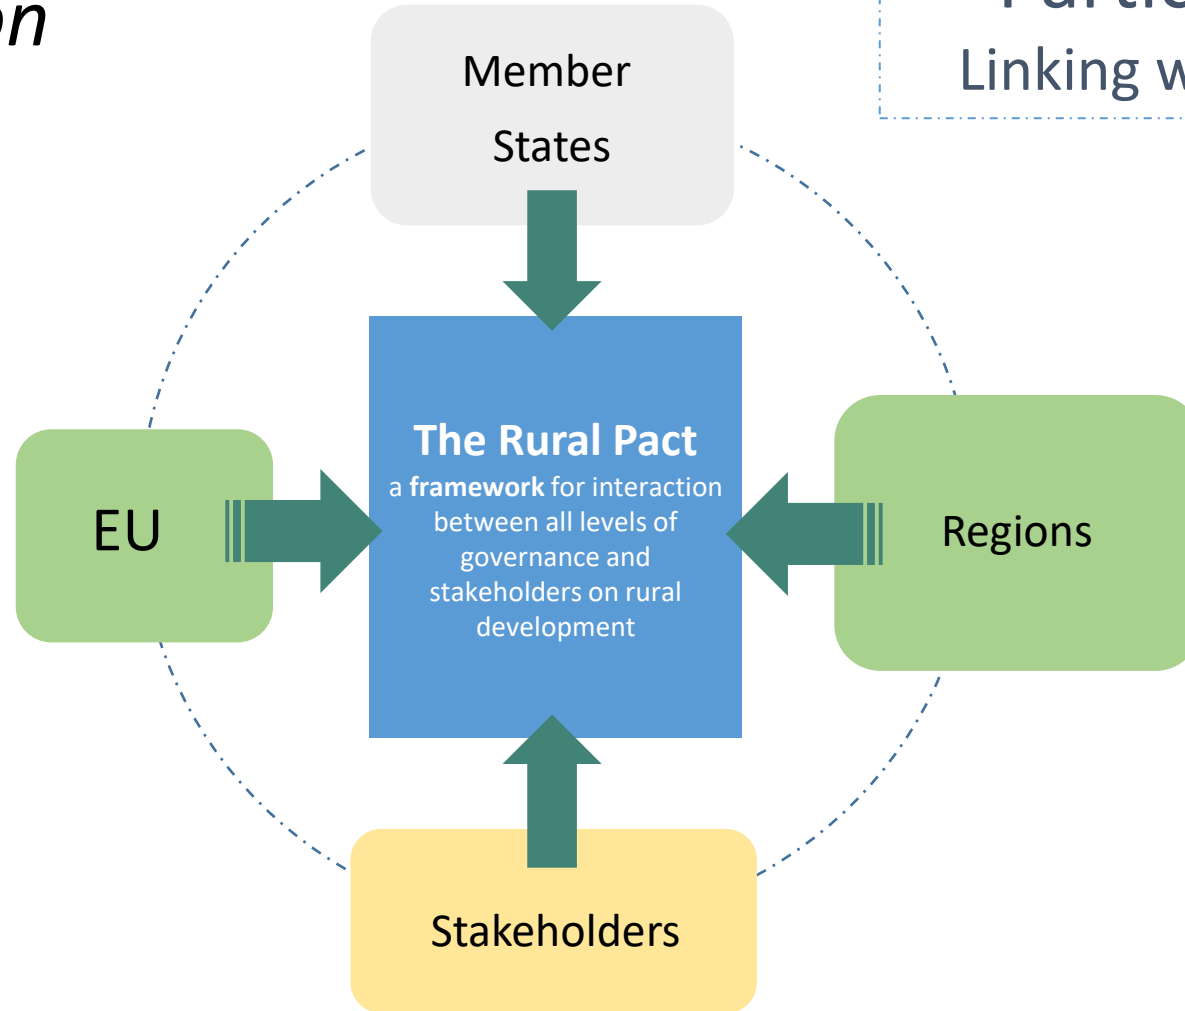 on
Linking w
Member
States
The Rural Pact
a framework for interaction
between all levels of
governance and
stakeholders on rural
development
EU
Regions
Stakeholders